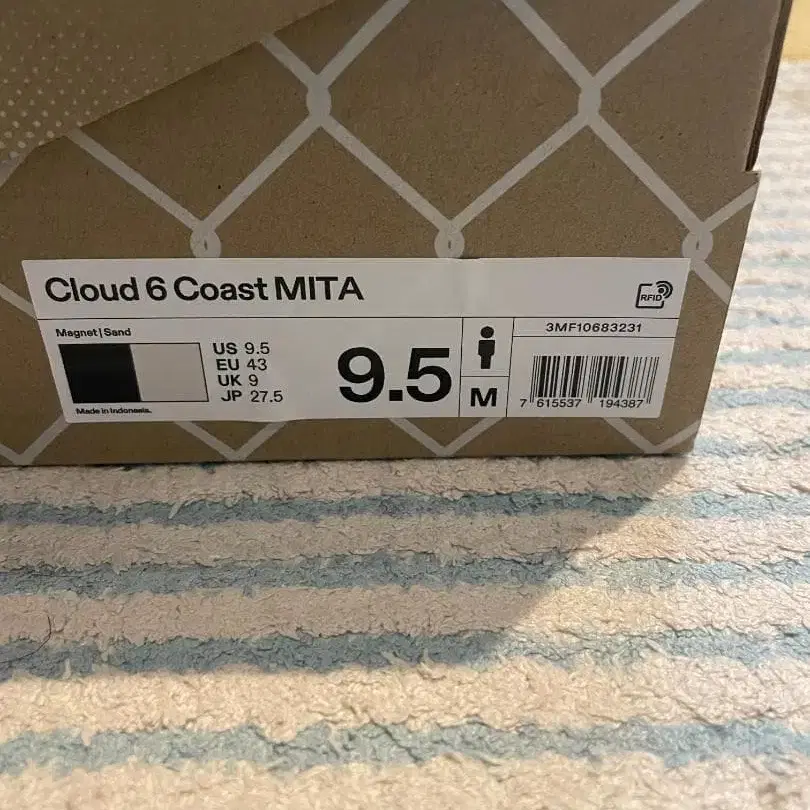 Cloud 6 Coast MITA
RFID
Magnet | Sand
US 9.5
EU 43
UK 9
JP 27.5
Made in Indonesia.
9.5
M
3MF10683231
7 615537 194387